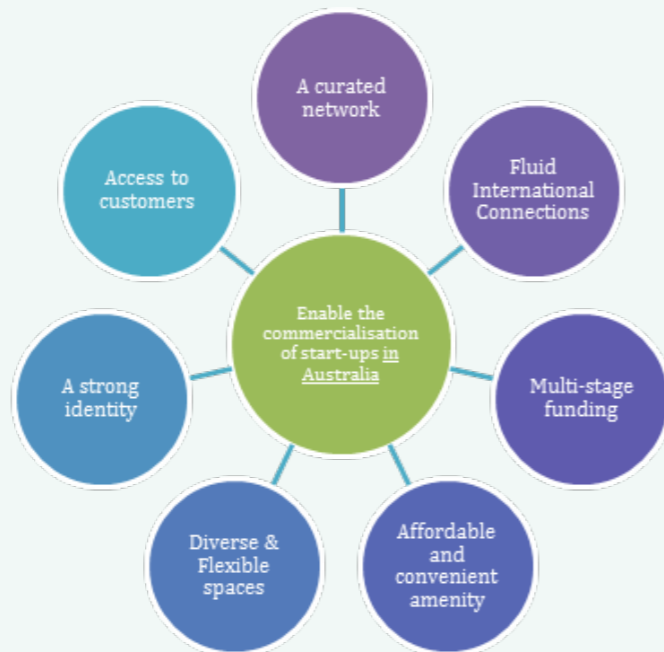 A curated
network
Fluid
International
Connections
Multi-stage
funding
Affordable
and
convenient
amenity
Diverse &
Flexible
spaces
A strong
identity
Access to
customers
Enable the
commercialisation
of start-ups in
Australia